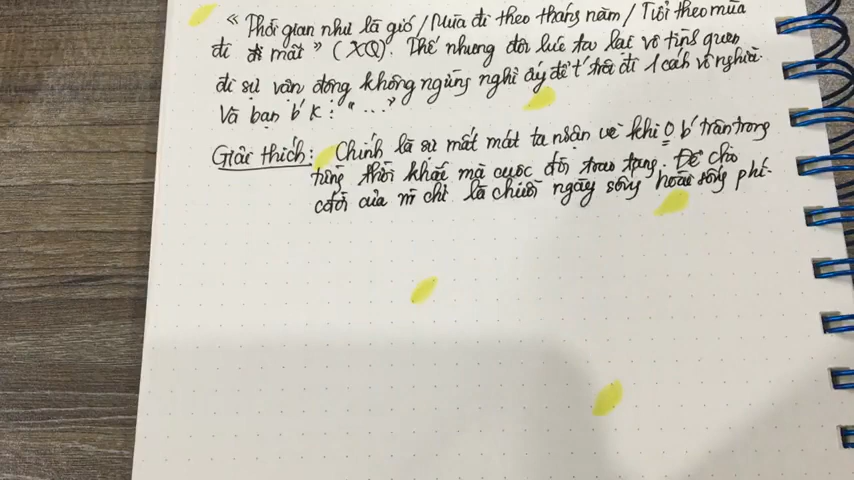 “ Thời gian như là gió / Mùa đi theo tháng năm / Tuổi theo mùa
đi mất ” (XQ). Thế nhưng đôi lúc ta lại vô tình quên
đi sự vận động không ngừng nghỉ ấy để t' trôi đi 1 cách vô nghĩa.
Và bạn b' k : “ ... ”
Giải thích : Chính là sự mất mát ta nhận về khi 0 b' trân trọng
từng thời khắc mà cuộc đời trao tặng. Để cho
cđời của m chỉ là chuỗi ngày sống hoài sống phí.